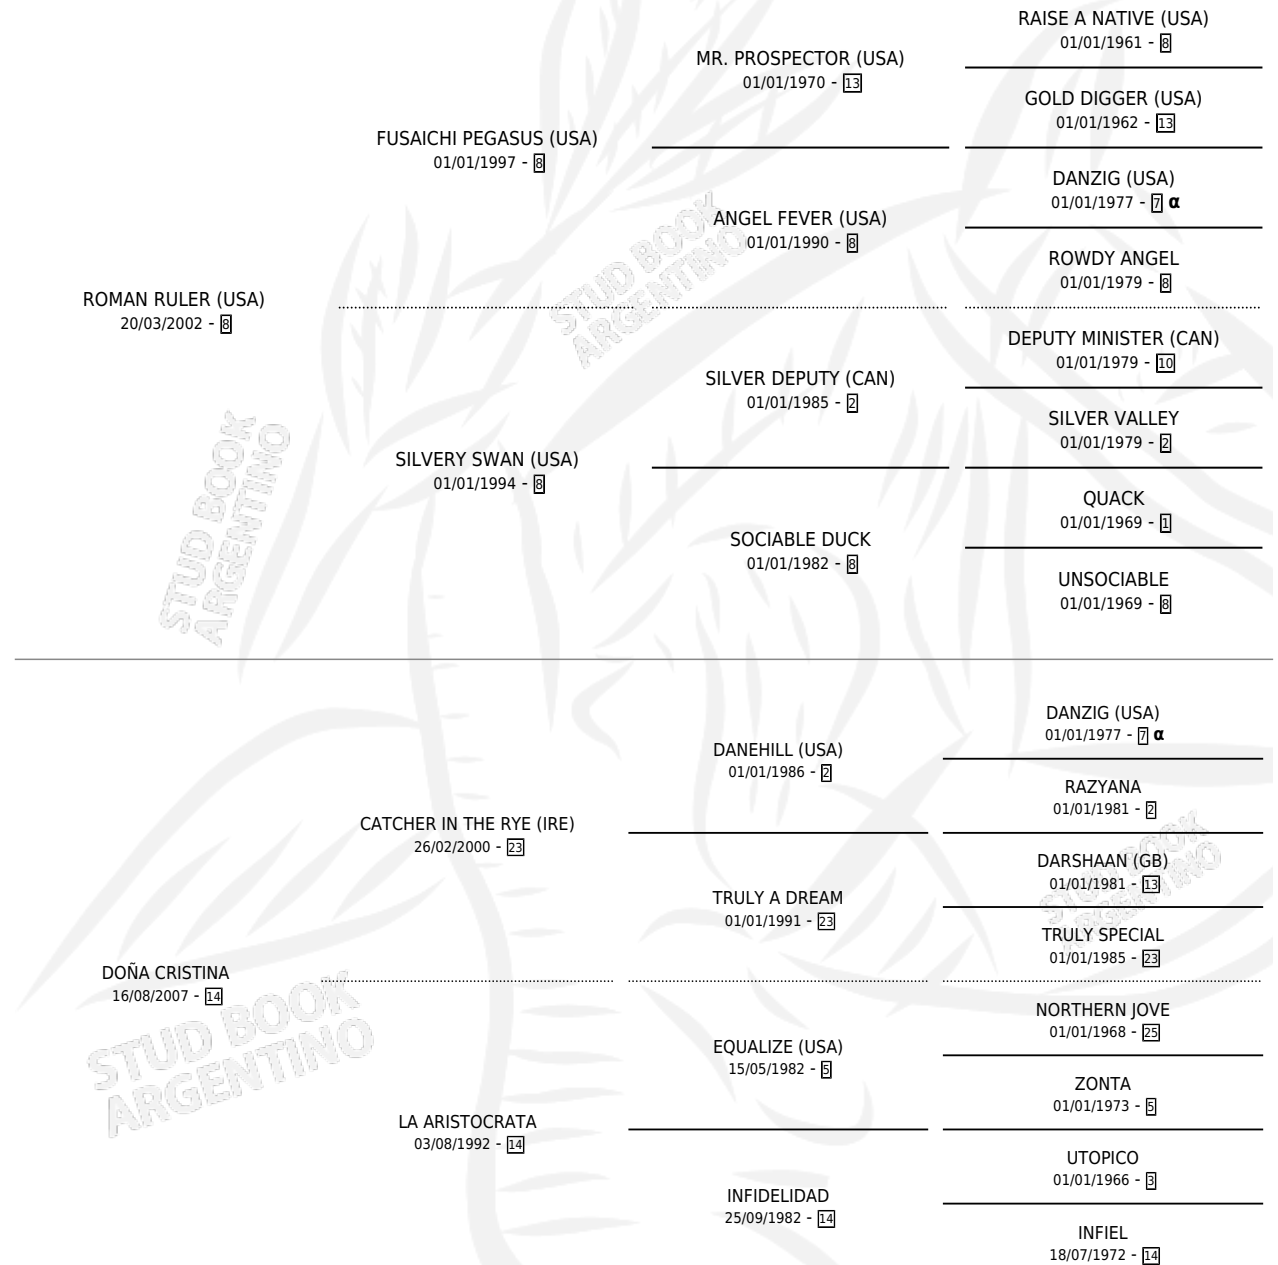 RAISE A NATIVE (USA)
01/01/1961 - 8
MR. PROSPECTOR (USA)
01/01/1970 - 13
GOLD DIGGER (USA)
01/01/1962 - 13
FUSAICHI PEGASUS (USA)
01/01/1997 - 8
DANZIG (USA)
01/01/1977 - 7 α
ANGEL FEVER (USA)
01/01/1990 - 8
ROWDY ANGEL
01/01/1979 - 8
ROMAN RULER (USA)
20/03/2002 - 8
DEPUTY MINISTER (CAN)
01/01/1979 - 10
SILVER DEPUTY (CAN)
01/01/1985 - 2
SILVER VALLEY
01/01/1979 - 2
SILVERY SWAN (USA)
01/01/1994 - 8
QUACK
01/01/1969 - 1
SOCIABLE DUCK
01/01/1982 - 8
UNSOCIABLE
01/01/1969 - 8
DANZIG (USA)
01/01/1977 - 7 α
DANEHILL (USA)
01/01/1986 - 2
RAZYANA
01/01/1981 - 2
CATCHER IN THE RYE (IRE)
26/02/2000 - 23
DARSHAAN (GB)
01/01/1981 - 13
TRULY A DREAM
01/01/1991 - 23
TRULY SPECIAL
01/01/1985 - 23
DOÑA CRISTINA
16/08/2007 - 14
NORTHERN JOVE
01/01/1968 - 25
EQUALIZE (USA)
15/05/1982 - 5
ZONTA
01/01/1973 - 5
LA ARISTOCRATA
03/08/1992 - 14
UTOPICO
01/01/1966 - 3
INFIDELIDAD
25/09/1982 - 14
INFIEL
18/07/1972 - 14
STUD BOOK
ARGENTINO
STUD BOOK
ARGENTINO
STUD BOOK
ARGENTINO
STUD BOOK
ARGENTINO